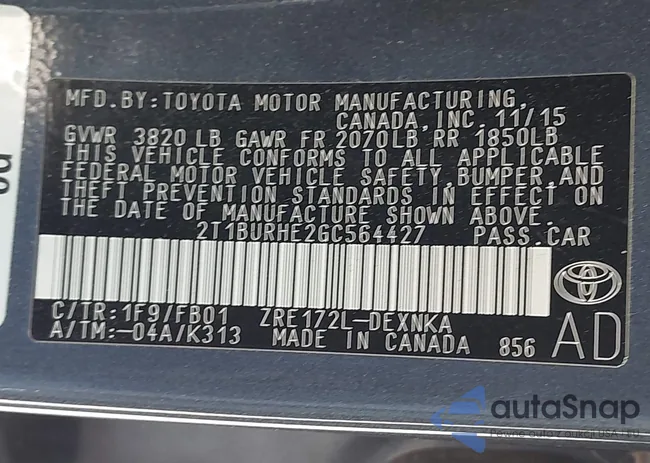 MFD. BY: TOYOTA MOTOR MANUFACTURING,
CANADA, INC. 11/15
GVWR 3820 LB GAWR FR 2070LB RR 1850LB
THIS VEHICLE CONFORMS TO ALL APPLICABLE
FEDERAL MOTOR VEHICLE SAFETY, BUMPER, AND
THEFT PREVENTION STANDARDS IN EFFECT ON
THE DATE OF MANUFACTURE SHOWN ABOVE.
2T1BURHE2GC564427 PASS. CAR
C/TR: 1F9/FB01 ZRE172L-DEXNKA
A/TM: -04A/K313 MADE IN CANADA 856 AD
autoSnap